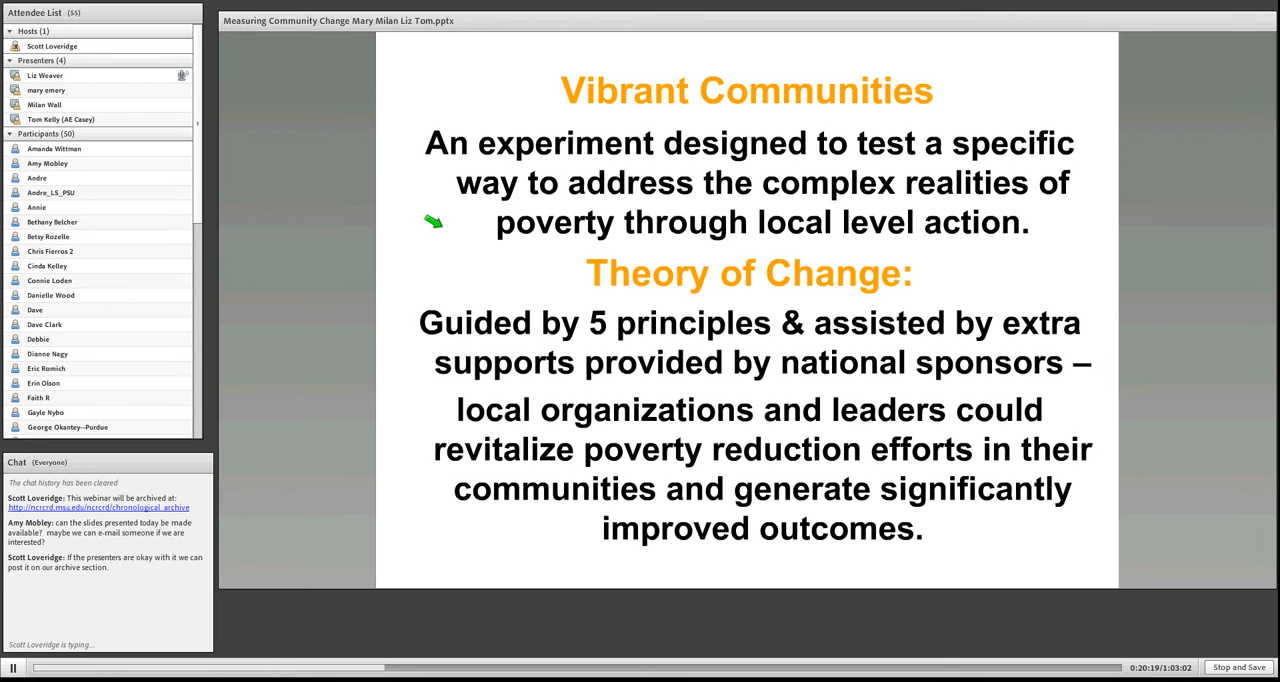 Attendee List (55)
Hosts (1)
Scott Loveridge
Presenters (4)
Liz Weaver
mary emery
Milan Wall
Tom Kelly (AE Casey)
Participants (50)
Amanda Wittman
Amy Mobley
Andre
Andre_LS_PSU
Annie
Bethany Belcher
Betsy Rozelle
Chris Fierros 2
Cinda Kelley
Connie Loden
Danielle Wood
Dave
Dave Clark
Debbie
Dianne Nagy
Eric Romich
Erin Olson
Faith R
Gayle Nybo
George Okantey--Purdue
Chat (Everyone)
The chat history has been cleared
Scott Loveridge: This webinar will be archived at:
http://ncrcrd.msu.edu/ncrcrd/chronological_archive
Amy Mobley: can the slides presented today be made
available? maybe we can e-mail someone if we are
interested?
Scott Loveridge: If the presenters are okay with it we can
post it on our archive section.
Scott Loveridge is typing...
Measuring Community Change Mary Milan Liz Tom.pptx
Vibrant Communities
An experiment designed to test a specific
way to address the complex realities of
poverty through local level action.
Theory of Change:
Guided by 5 principles & assisted by extra
supports provided by national sponsors –
local organizations and leaders could
revitalize poverty reduction efforts in their
communities and generate significantly
improved outcomes.
0:20:19/1:03:02
Stop and Save